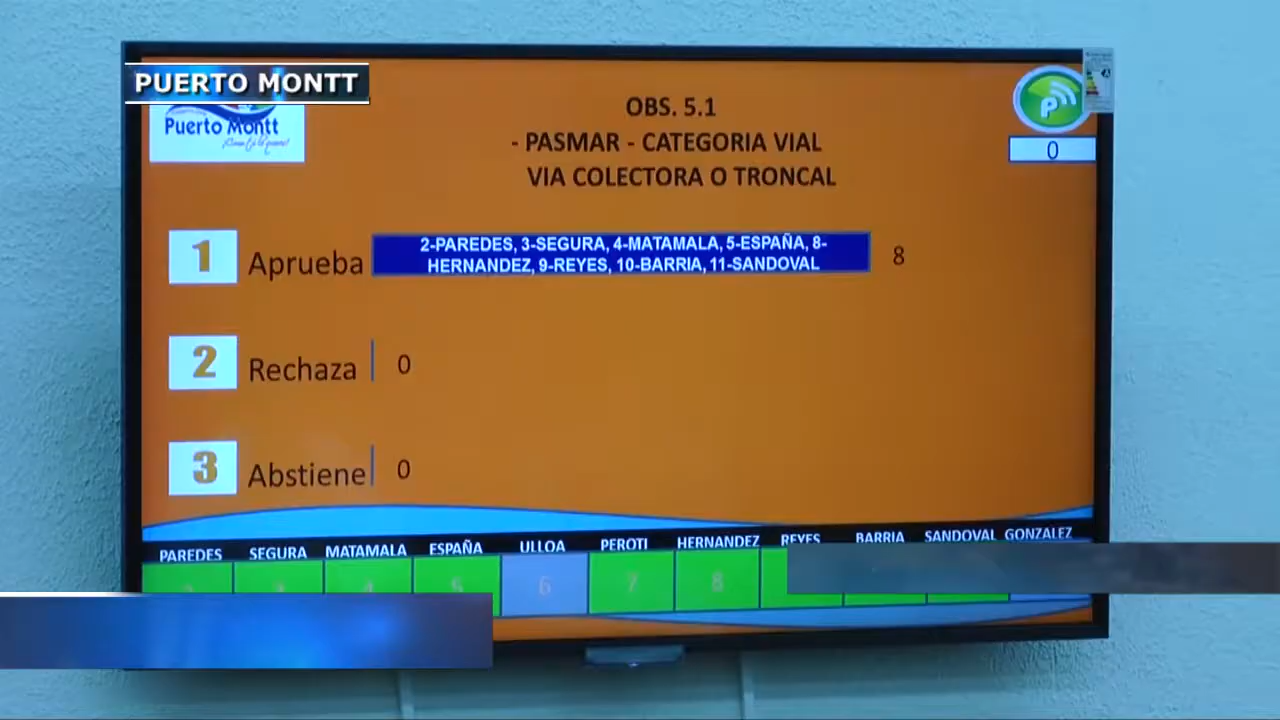 PUERTO MONTT
Puerto Montt
OBS. 5.1
- PASMAR - CATEGORIA VIAL
VIA COLECTORA O TRONCAL
P
0
1 Aprueba
2-PAREDES, 3-SEGURA, 4-MATAMALA, 5-ESPAÑA, 8-
HERNANDEZ, 9-REYES, 10-BARRIA, 11-SANDOVAL
8
2 Rechaza 0
3 Abstiene 0
PAREDES SEGURA MATAMALA ESPAÑA ULLOA PEROTI HERNANDEZ REYES BARRIA SANDOVAL GONZALEZ
5 6 7 8